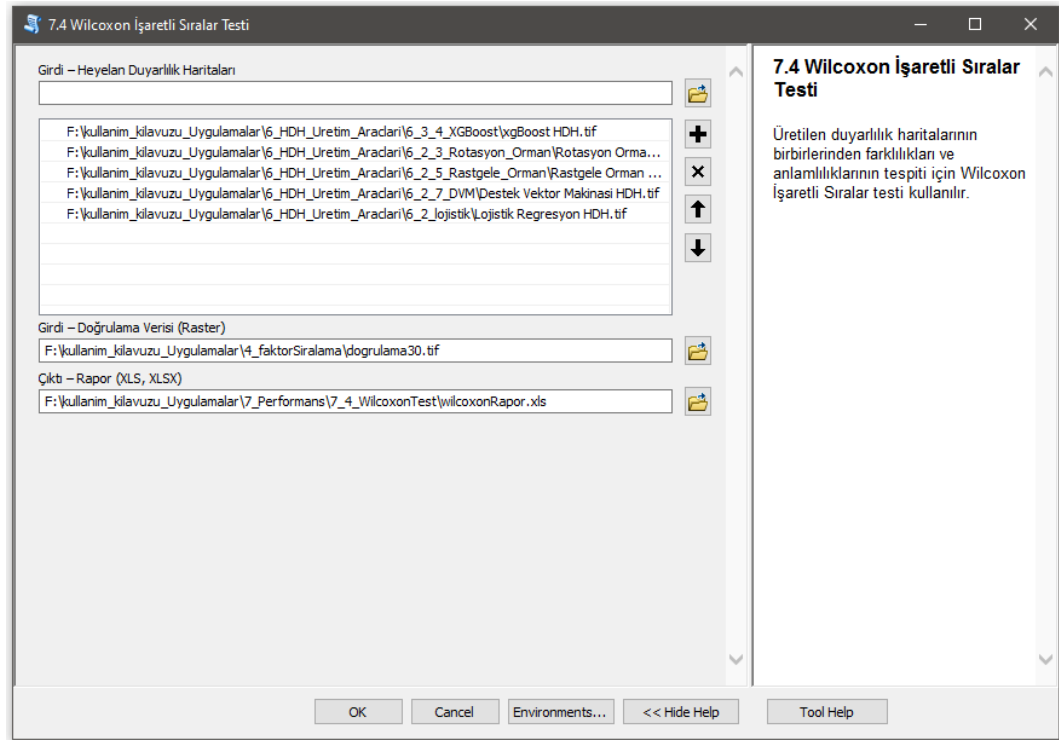 7.4 Wilcoxon İşaretli Sıralar Testi
Girdi – Heyelan Duyarlılık Haritaları
F:\kullanim_kilavuzu_Uygulamalar\6_HDH_Uretim_Araclari\6_3_4_XGBoost\xgBoost HDH.tif
F:\kullanim_kilavuzu_Uygulamalar\6_HDH_Uretim_Araclari\6_2_3_Rotasyon_Orman\Rotasyon Orma...
F:\kullanim_kilavuzu_Uygulamalar\6_HDH_Uretim_Araclari\6_2_5_Rastgele_Orman\Rastgele Orman ...
F:\kullanim_kilavuzu_Uygulamalar\6_HDH_Uretim_Araclari\6_2_7_DVM\Destek Vektor Makinasi HDH.tif
F:\kullanim_kilavuzu_Uygulamalar\6_HDH_Uretim_Araclari\6_2_lojistik\Lojistik Regresyon HDH.tif
Girdi – Doğrulama Verisi (Raster)
F:\kullanim_kilavuzu_Uygulamalar\4_faktorSiralama\dogrulama30.tif
Çıktı – Rapor (XLS, XLSX)
F:\kullanim_kilavuzu_Uygulamalar\7_Performans\7_4_WilcoxonTest\wilcoxonRapor.xls
7.4 Wilcoxon İşaretli Sıralar
Testi
Üretilen duyarlılık haritalarının
birbirlerinden farklılıkları ve
anlamlılıklarının tespiti için Wilcoxon
İşaretli Sıralar testi kullanılır.
OK
Cancel
Environments...
<< Hide Help
Tool Help